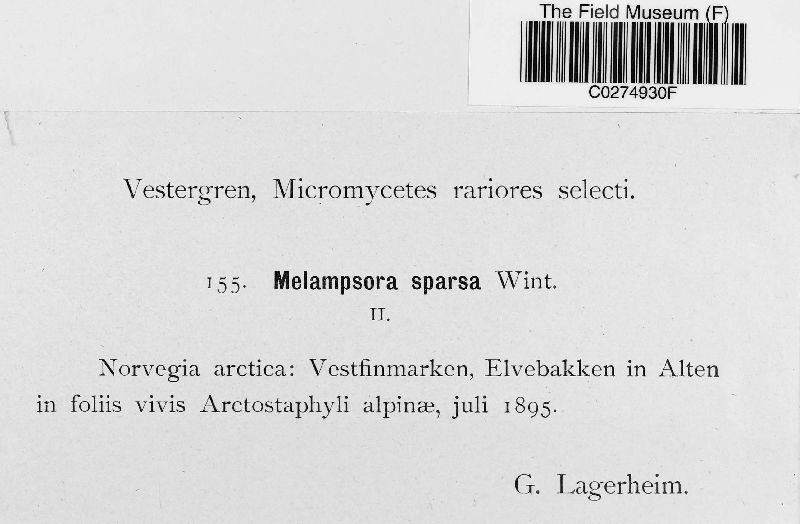 The Field Museum (F)
C0274930F
Vestergren, Micromycetes rariores selecti.
155. Melampsora sparsa Wint.
II.
Norvegia arctica: Vestfinmarken, Elvebakken in Alten
in foliis vivis Arctostaphyli alpinæ, juli 1895.
G. Lagerheim.